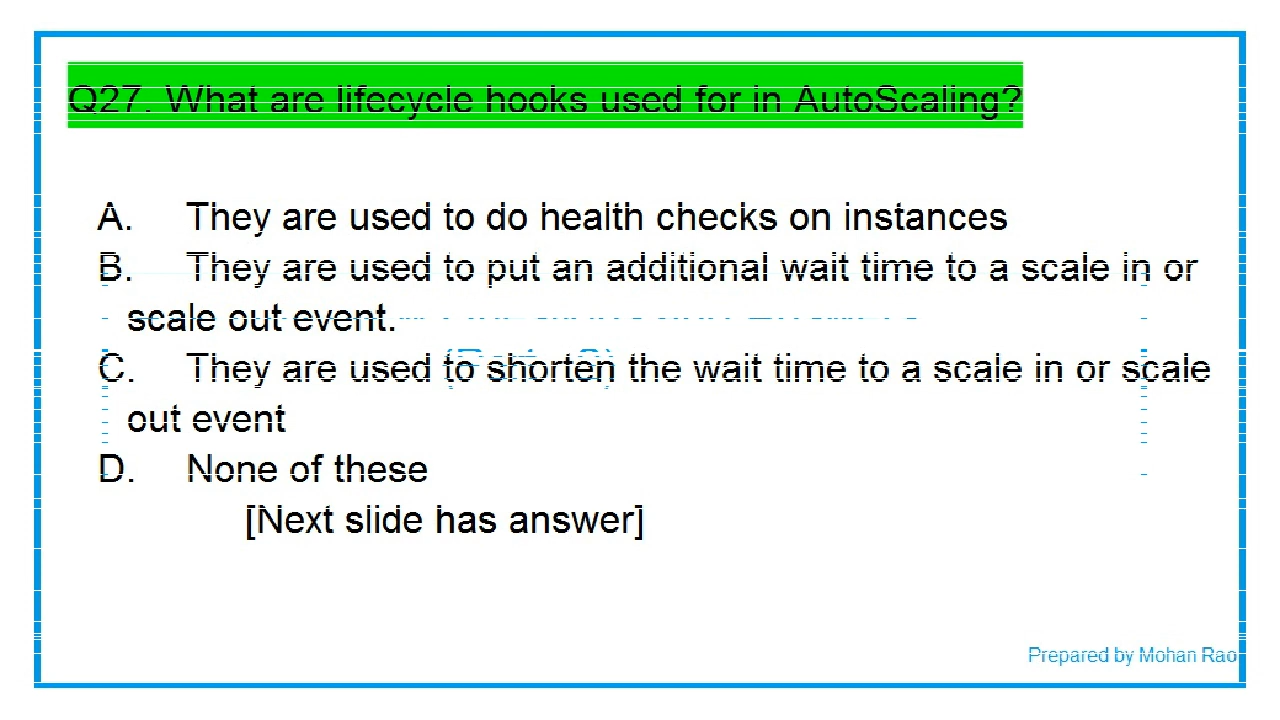 Q27. What are lifecycle hooks used for in AutoScaling?
A. They are used to do health checks on instances
B. They are used to put an additional wait time to a scale in or
scale out event.
C. They are used to shorten the wait time to a scale in or scale
out event
D. None of these
[Next slide has answer]
Prepared by Mohan Rao